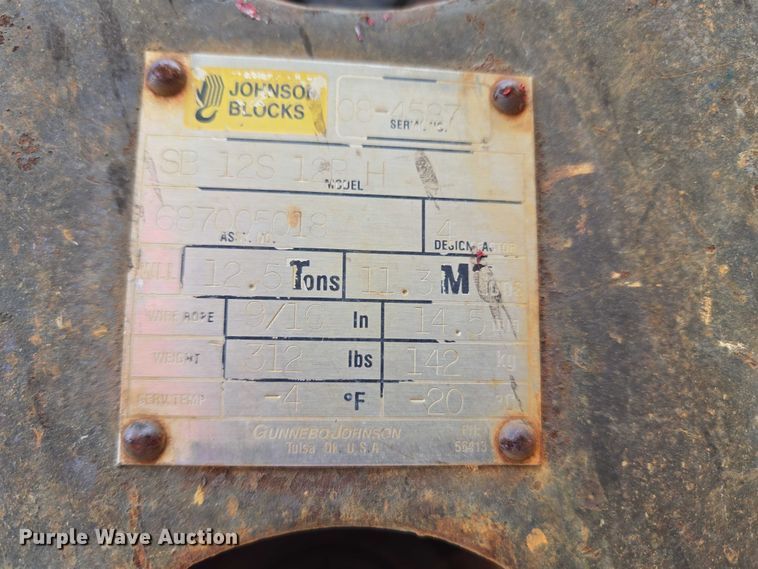 JOHNSON
BLOCKS
08-4537
SERIAL NO.
SB 12S 12B H
MODEL
687005018
ASSY. NO.
4
DESIGN FACTOR
WLL 12.5 Tons 11.3 M
WIRE ROPE 9/16 In 14.5
WEIGHT 312 lbs 142 kg
SERV. TEMP. -4 °F -20 °C
GUNNEBO JOHNSON
Tulsa Ok. U.S.A.
56413
Purple Wave Auction